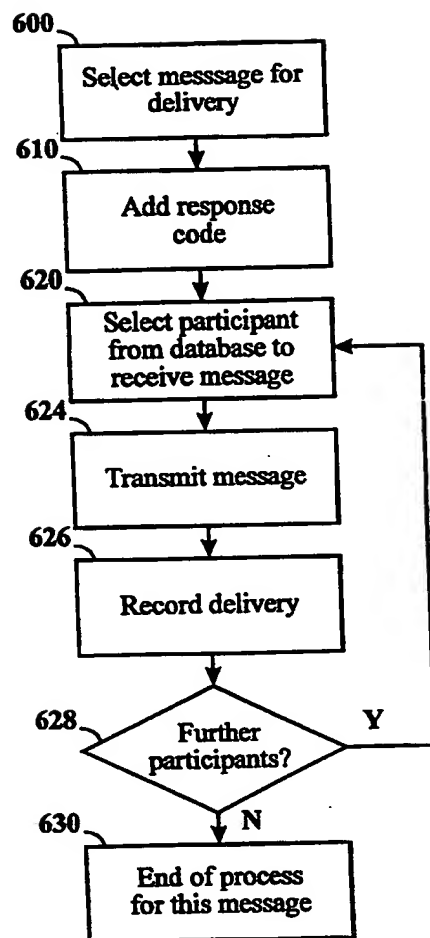 600
Select messsage for
delivery
610
Add response
code
620
Select participant
from database to
receive message
624
Transmit message
626
Record delivery
628
Further
participants?
Y
N
630
End of process
for this message